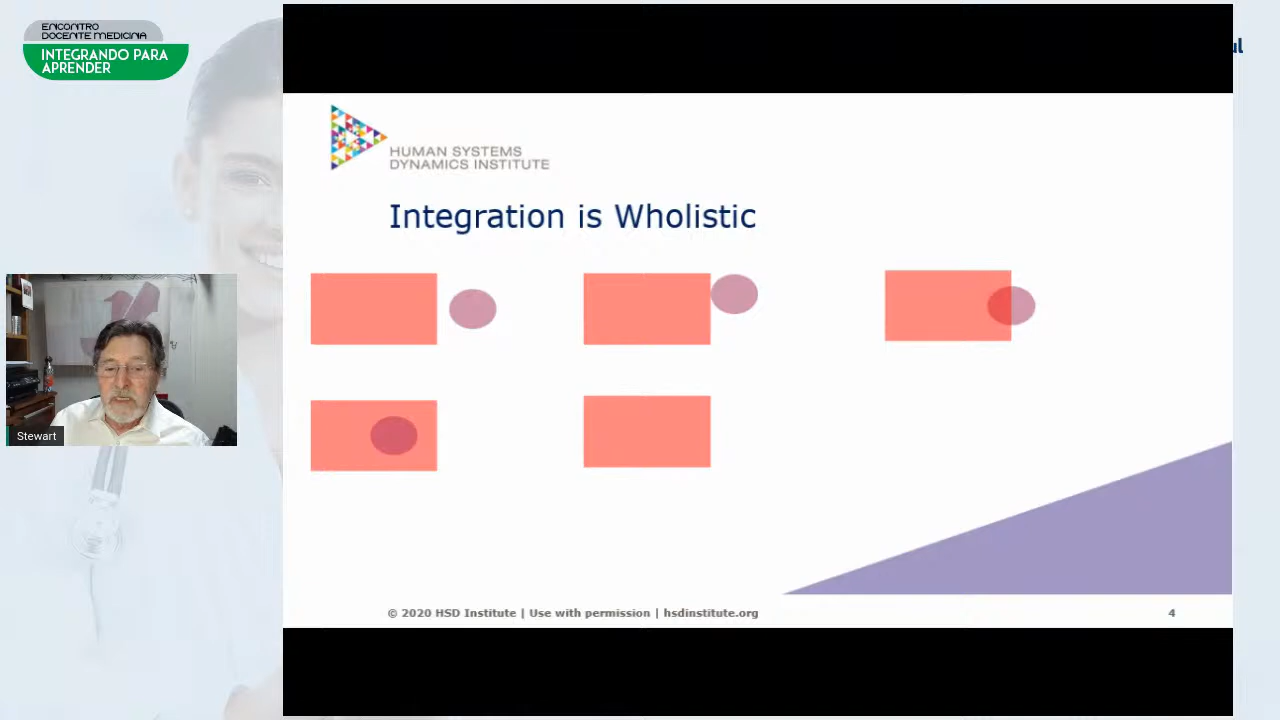 ENCONTRO
DOCENTE MEDICINA
INTEGRANDO PARA
APRENDER
HUMAN SYSTEMS
DYNAMICS INSTITUTE
Integration is Wholistic
Stewart
© 2020 HSD Institute | Use with permission | hsdinstitute.org
4